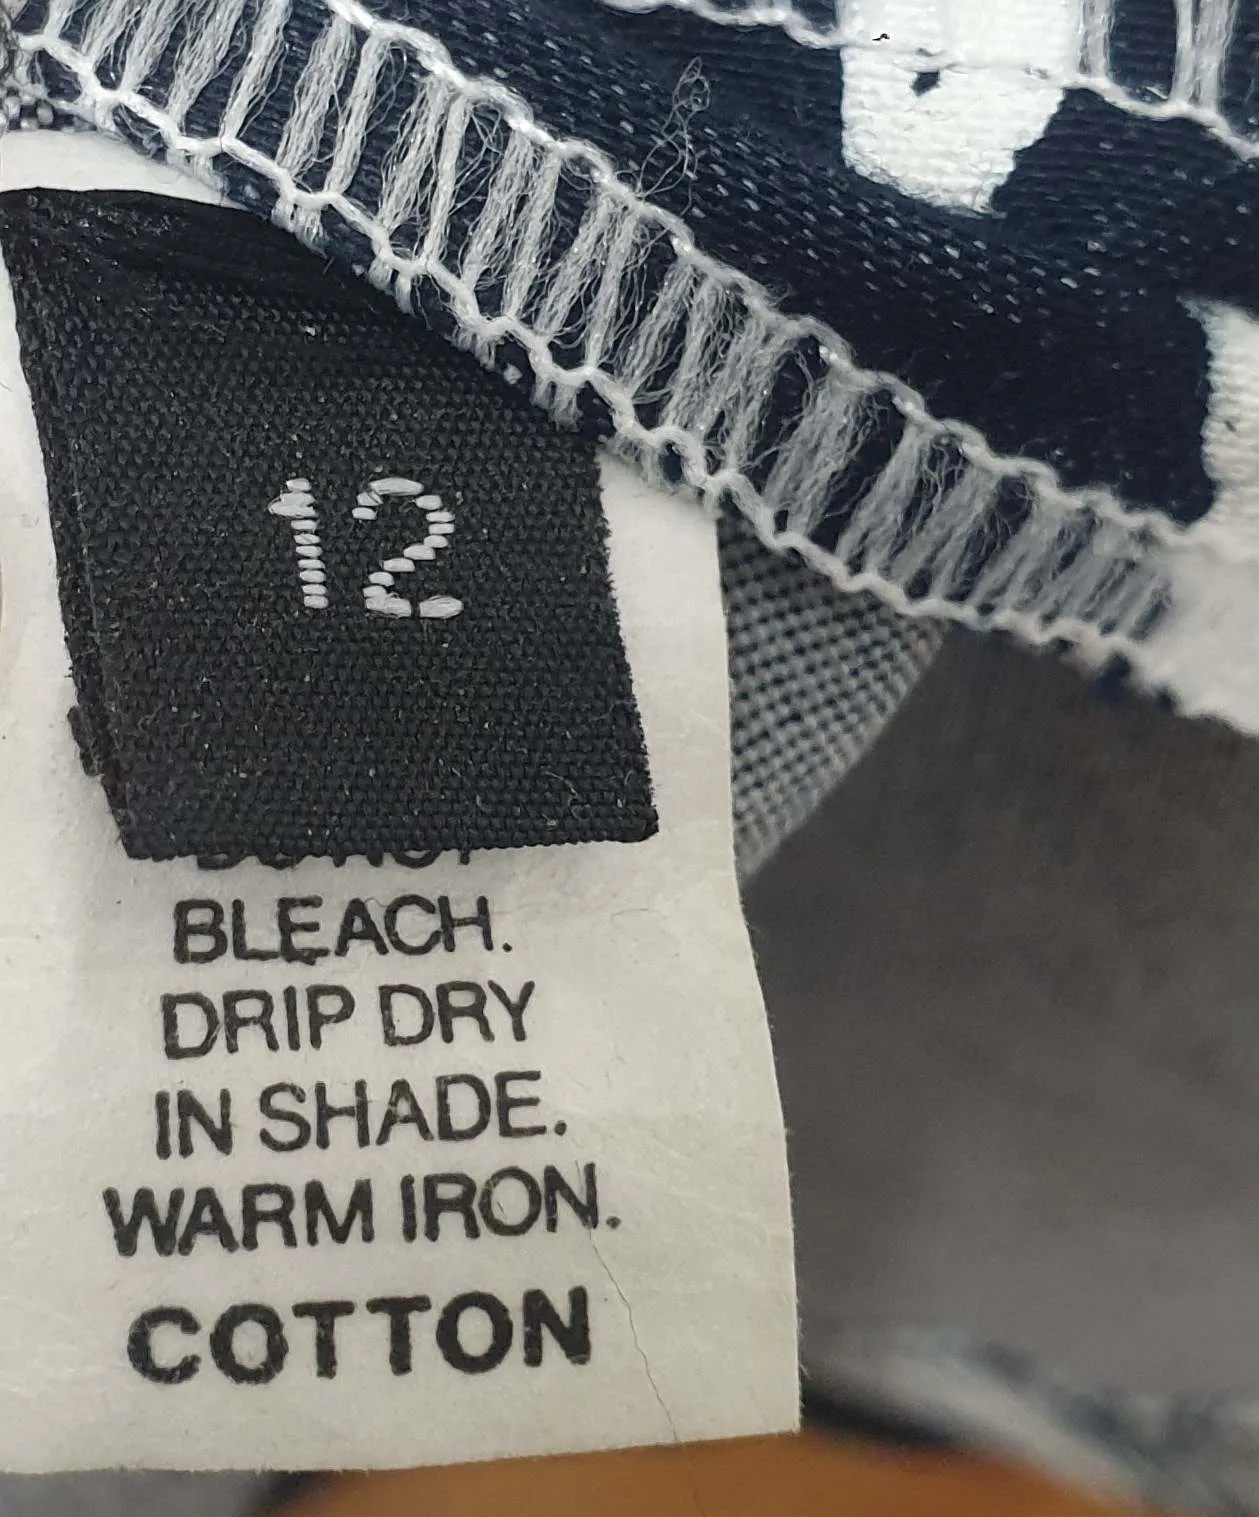 12
BLEACH.
DRIP DRY
IN SHADE.
WARM IRON.
COTTON